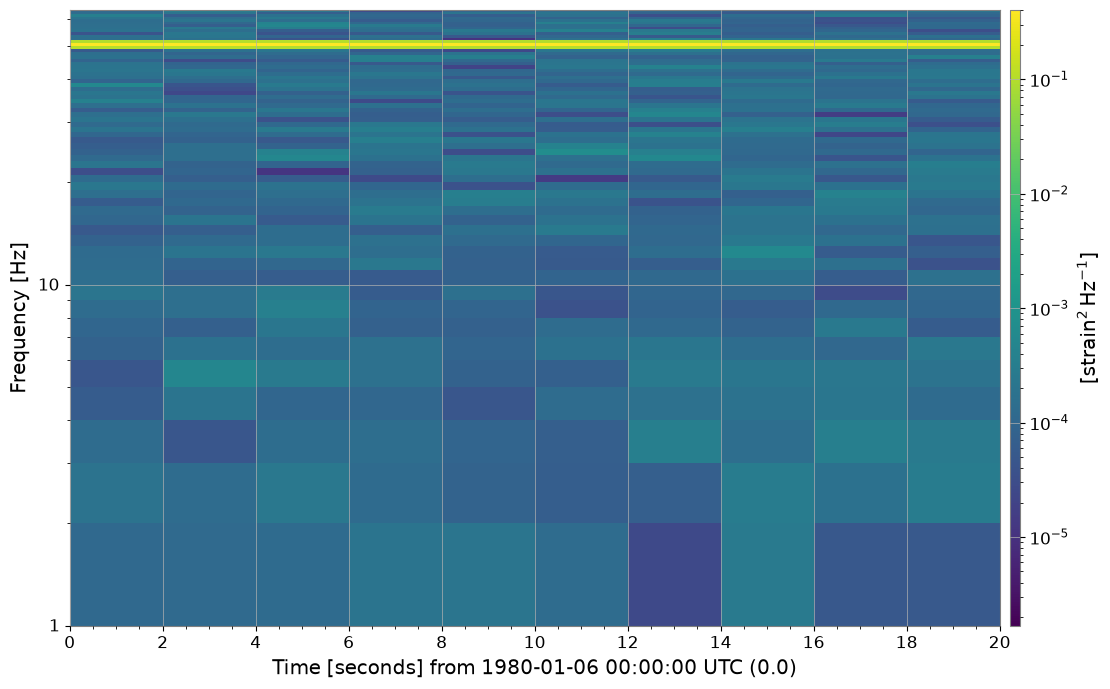 Frequency [Hz]
10
1
0 2 4 6 8 10 12 14 16 18 20
Time [seconds] from 1980-01-06 00:00:00 UTC (0.0)
10⁻¹
10⁻²
10⁻³
10⁻⁴
10⁻⁵
[strain² Hz⁻¹]